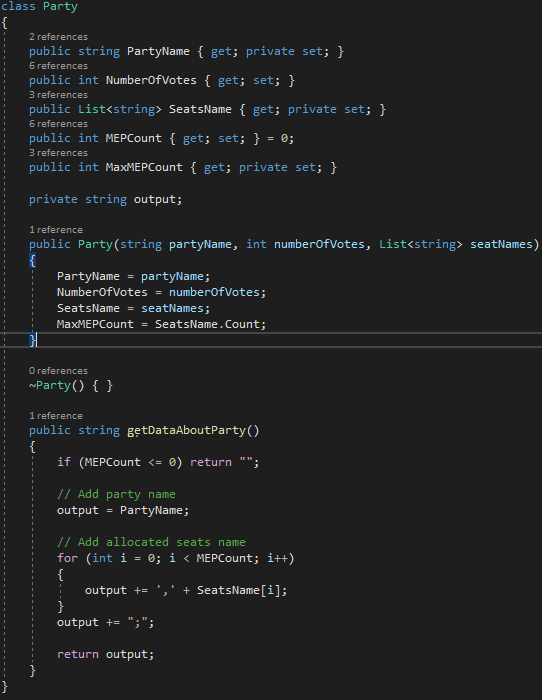 class Party
{
2 references
public string PartyName { get; private set; }
6 references
public int NumberOfVotes { get; set; }
3 references
public List<string> SeatsName { get; private set; }
6 references
public int MEPCount { get; set; } = 0;
3 references
public int MaxMEPCount { get; private set; }
private string output;
1 reference
public Party(string partyName, int numberOfVotes, List<string> seatNames)
{
PartyName = partyName;
NumberOfVotes = numberOfVotes;
SeatsName = seatNames;
MaxMEPCount = SeatsName.Count;
}
0 references
~Party() { }
1 reference
public string getDataAboutParty()
{
if (MEPCount <= 0) return "";
// Add party name
output = PartyName;
// Add allocated seats name
for (int i = 0; i < MEPCount; i++)
{
output += ',' + SeatsName[i];
}
output += ";";
return output;
}
}